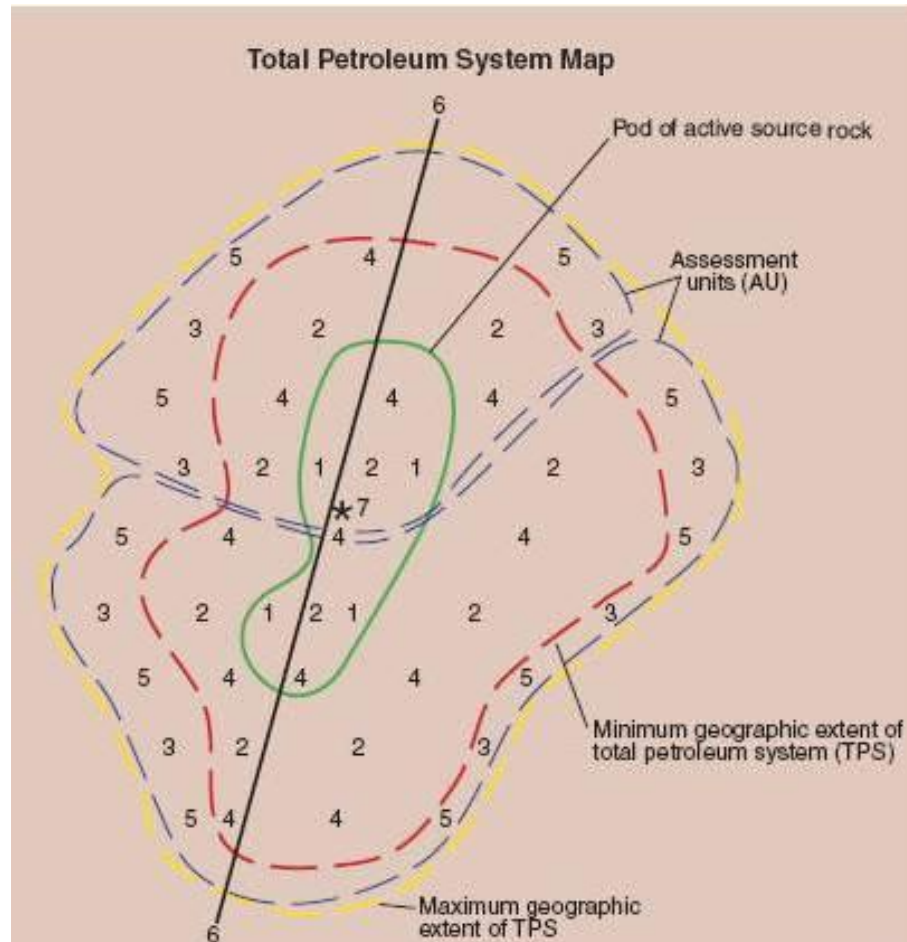 Total Petroleum System Map
6
Pod of active source rock
5 4 5
Assessment
units (AU)
3 2 2 3
5 4 4 4 5
3 2 1 2 1 2 3
* 7
5 4 4 4 5
3 2 1 2 1 2 3
5 4 4 4 5
Minimum geographic extent of
total petroleum system (TPS)
3 2 2 3
5 4 4 5
Maximum geographic
extent of TPS
6